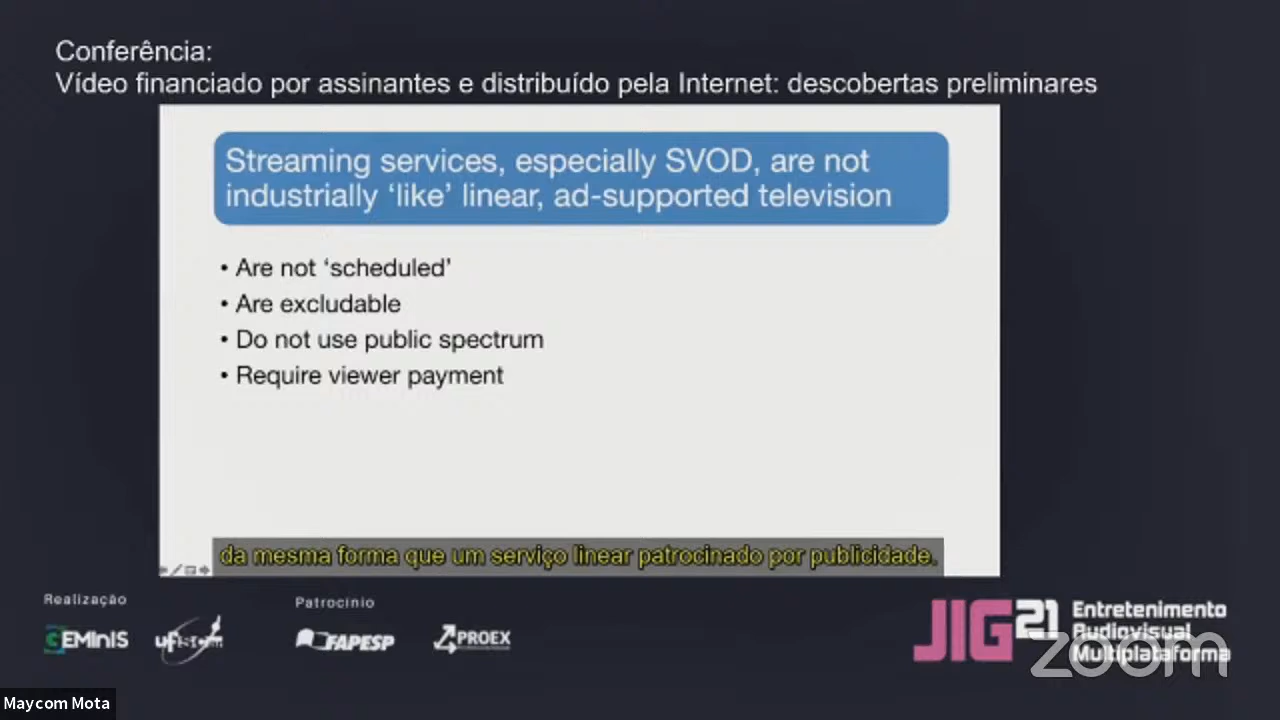 Conferência:
Vídeo financiado por assinantes e distribuído pela Internet: descobertas preliminares
Streaming services, especially SVOD, are not
industrially ‘like’ linear, ad-supported television
• Are not ‘scheduled’
• Are excludable
• Do not use public spectrum
• Require viewer payment
da mesma forma que um serviço linear patrocinado por publicidade.
Realização
Patrocínio
GEMInIS
FAPESP
PROEX
JIG21
Entretenimento
Audiovisual
Multiplataforma
zoom
Maycom Mota